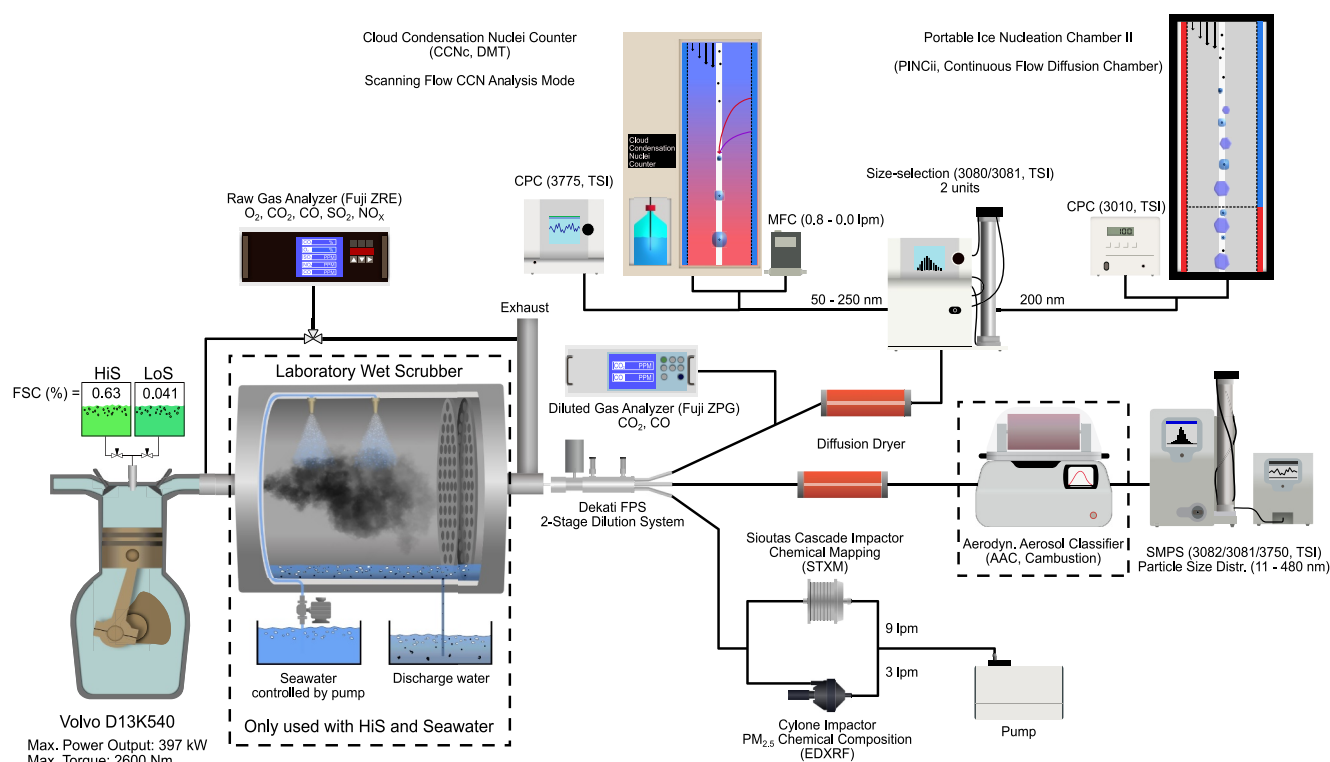 Cloud Condensation Nuclei Counter
(CCNc, DMT)
Scanning Flow CCN Analysis Mode
Portable Ice Nucleation Chamber II
(PINCii, Continuous Flow Diffusion Chamber)
Cloud
Condensation
Nuclei
Counter
CPC (3775, TSI)
Size-selection (3080/3081, TSI)
2 units
Raw Gas Analyzer (Fuji ZRE)
O₂, CO₂, CO, SO₂, NOₓ
MFC (0,8 - 0.0 lpm)
CPC (3010, TSI)
100
50 - 250 nm
200 nm
Exhaust
HiS
LoS
FSC (%) =
0.63
0.041
Laboratory Wet Scrubber
PPM
PPM
Diluted Gas Analyzer (Fuji ZPG)
CO₂, CO
Diffusion Dryer
Dekati FPS
2-Stage Dilution System
Sioutas Cascade Impactor
Chemical Mapping
(STXM)
Aerodyn. Aerosol Classifier
(AAC, Cambustion)
SMPS (3082/3081/3750, TSI)
Particle Size Distr. (11 - 480 nm)
9 lpm
3 lpm
Seawater
controlled by pump
Discharge water
Only used with HiS and Seawater
Cylone Impactor
PM₂.₅ Chemical Composition
(EDXRF)
Pump
Volvo D13K540
Max. Power Output: 397 kW
Max. Torque: 2600 Nm